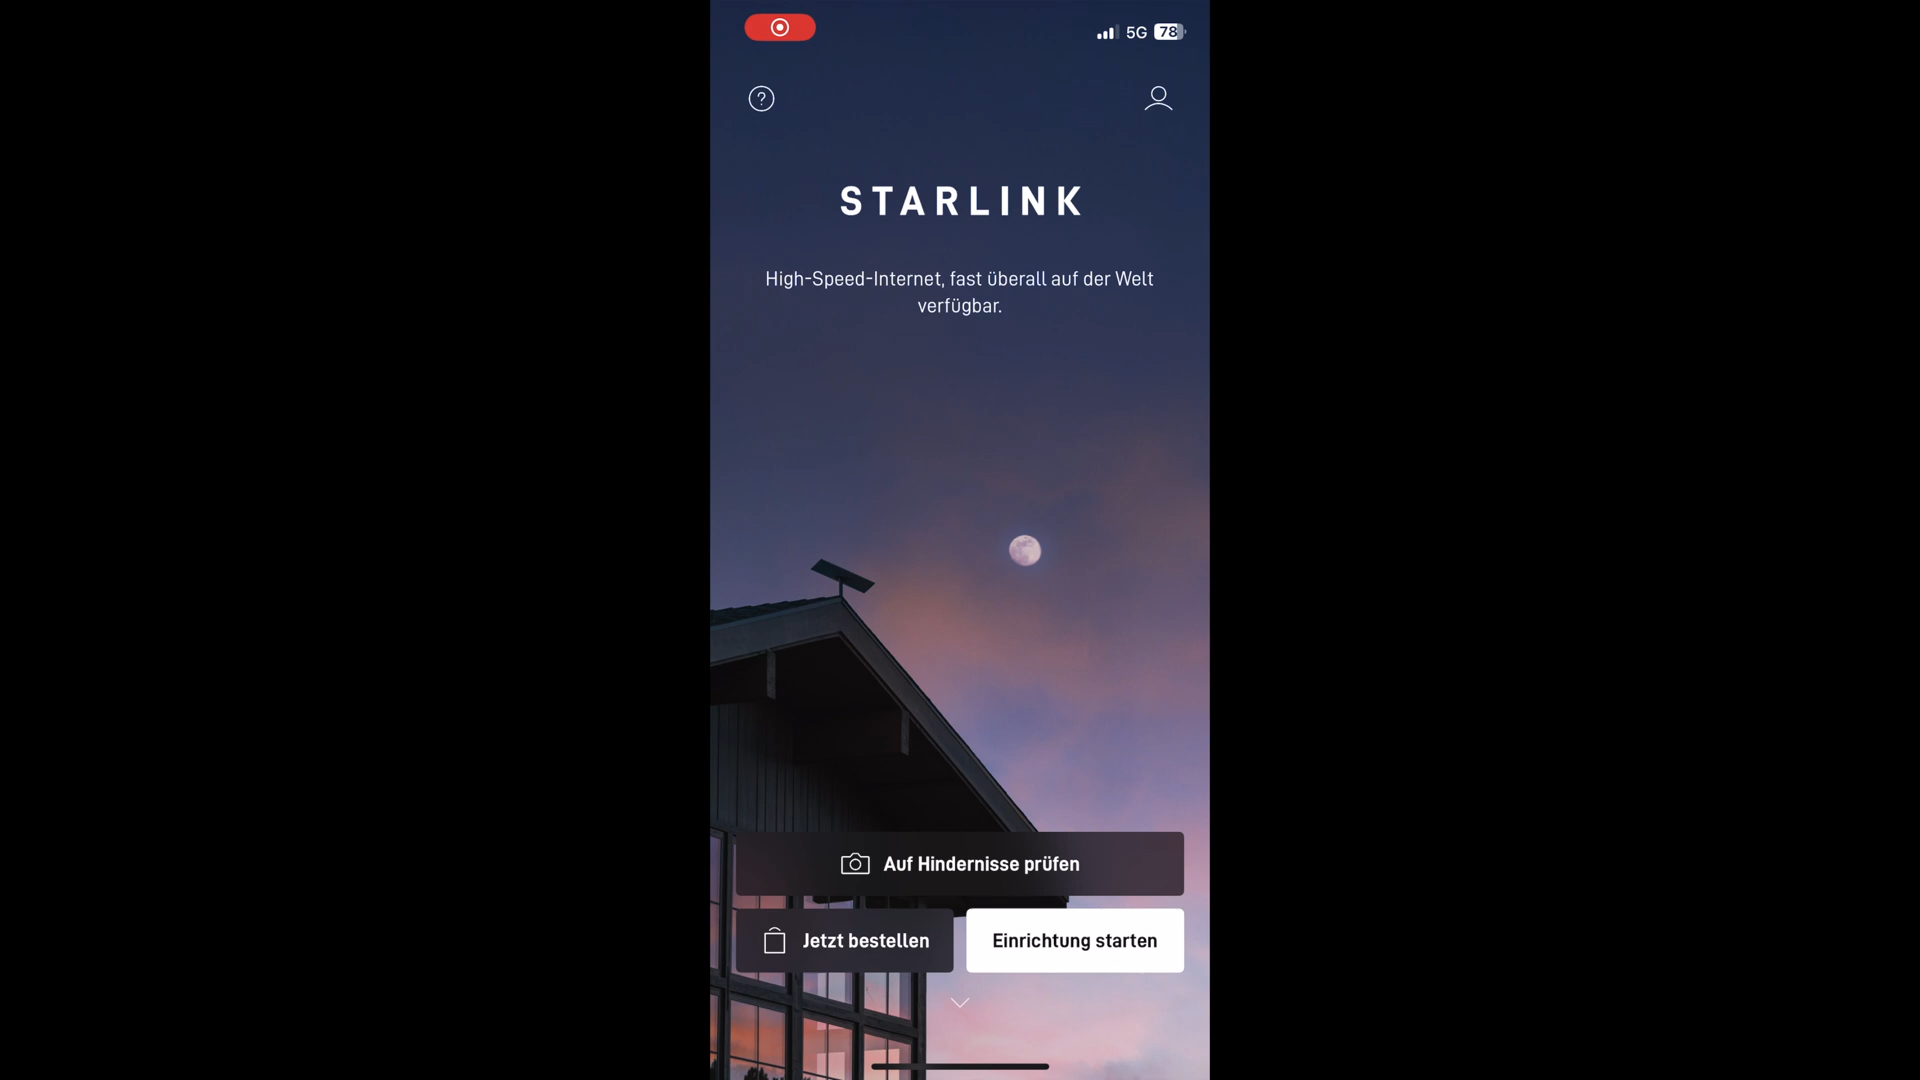 5G 78
?
STARLINK
High-Speed-Internet, fast überall auf der Welt
verfügbar.
Auf Hindernisse prüfen
Jetzt bestellen
Einrichtung starten